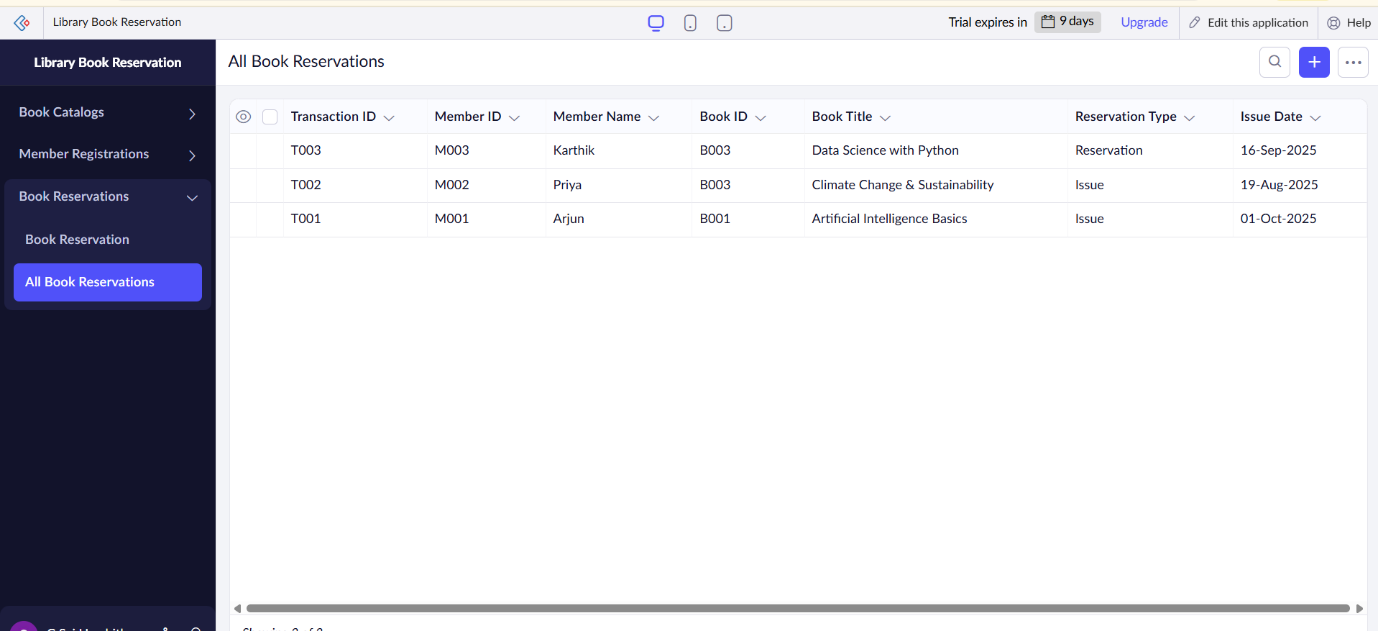 Library Book Reservation
Trial expires in 9 days Upgrade Edit this application Help
Library Book Reservation
Book Catalogs
Member Registrations
Book Reservations
Book Reservation
All Book Reservations
All Book Reservations
Transaction ID Member ID Member Name Book ID Book Title Reservation Type Issue Date
T003 M003 Karthik B003 Data Science with Python Reservation 16-Sep-2025
T002 M002 Priya B003 Climate Change & Sustainability Issue 19-Aug-2025
T001 M001 Arjun B001 Artificial Intelligence Basics Issue 01-Oct-2025